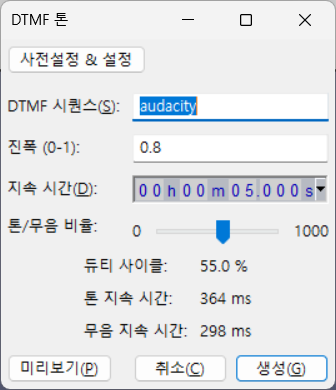 DTMF 톤
사전설정 & 설정
DTMF 시퀀스(S): audacity
진폭 (0-1): 0.8
지속 시간(D): 00h00m05.000s
톤/무음 비율: 0 1000
듀티 사이클: 55.0 %
톤 지속 시간: 364 ms
무음 지속 시간: 298 ms
미리보기(P) 취소(C) 생성(G)